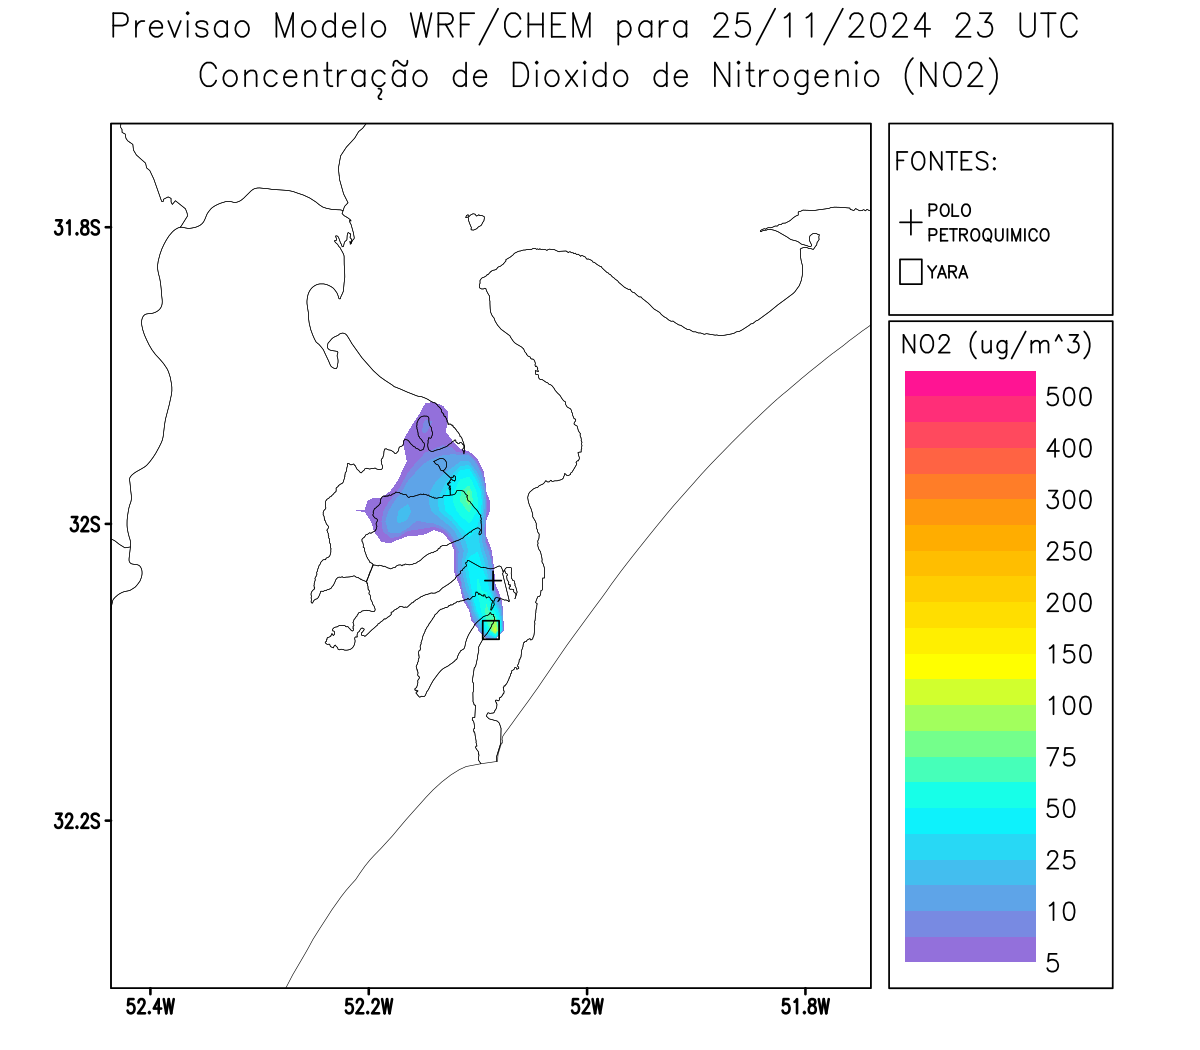 Previsao Modelo WRF/CHEM para 25/11/2024 23 UTC
Concentração de Dioxido de Nitrogenio (NO2)
FONTES:
POLO
PETROQUIMICO
YARA
NO2 (ug/m^3)
500
400
300
250
200
150
100
75
50
25
10
5
31.8S
32S
32.2S
52.4W
52.2W
52W
51.8W